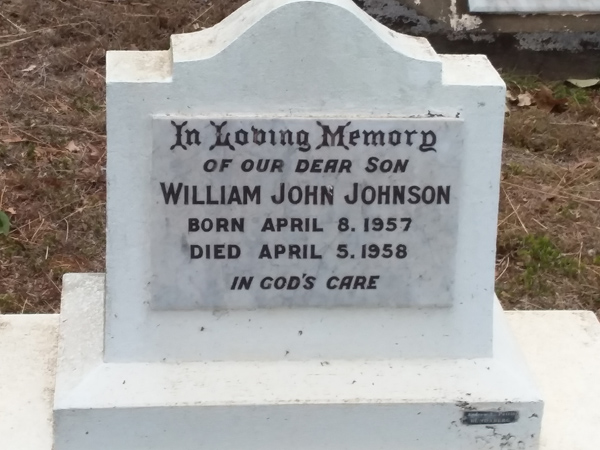 In Loving Memory
OF OUR DEAR SON
WILLIAM JOHN JOHNSON
BORN APRIL 8. 1957
DIED APRIL 5. 1958
IN GOD'S CARE